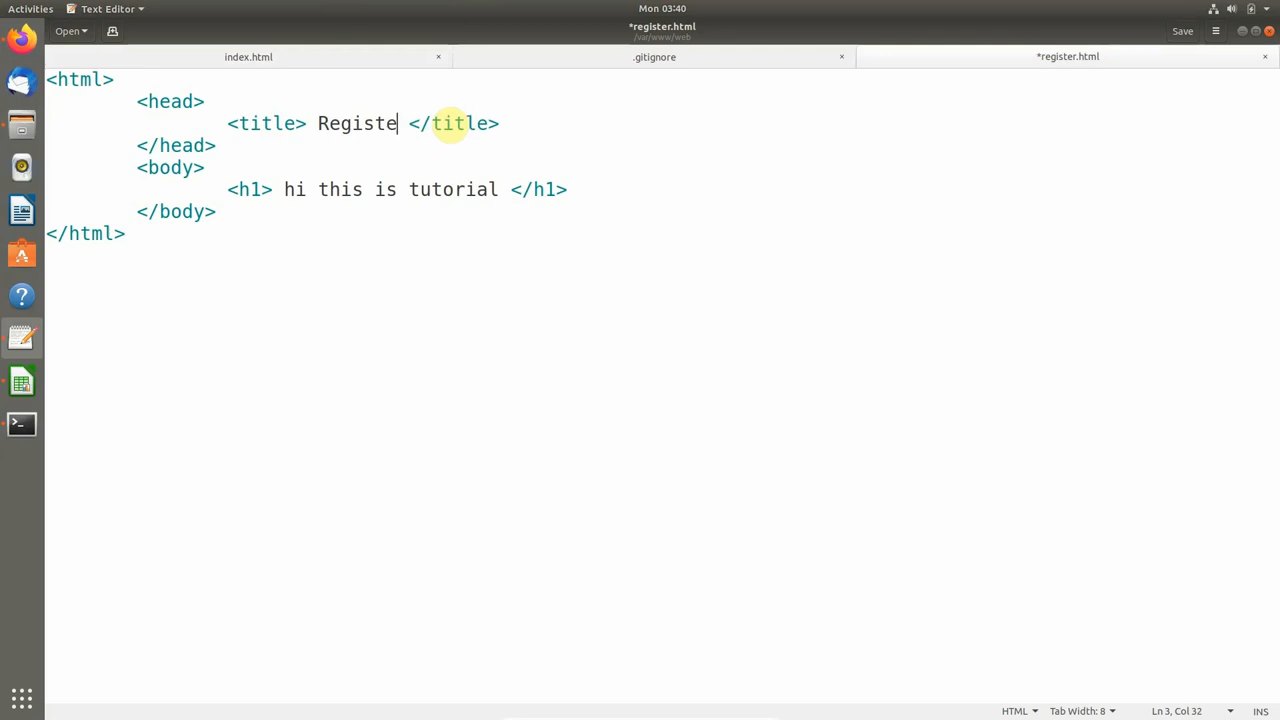 Activities Text Editor Mon 03:40
Open *register.html Save
/var/www/web
index.html .gitignore *register.html
<html>
<head>
<title> Registe </title>
</head>
<body>
<h1> hi this is tutorial </h1>
</body>
</html>
HTML Tab Width: 8 Ln 3, Col 32 INS